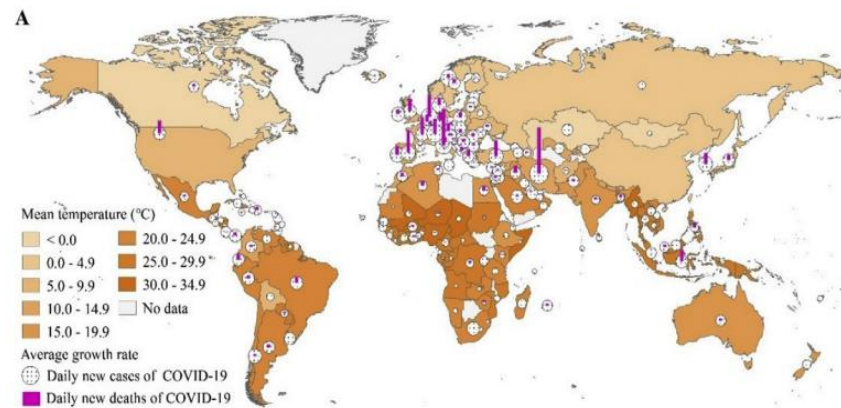 A
Mean temperature (°C)
< 0.0
0.0 - 4.9
5.0 - 9.9
10.0 - 14.9
15.0 - 19.9
20.0 - 24.9
25.0 - 29.9
30.0 - 34.9
No data
Average growth rate
Daily new cases of COVID-19
Daily new deaths of COVID-19